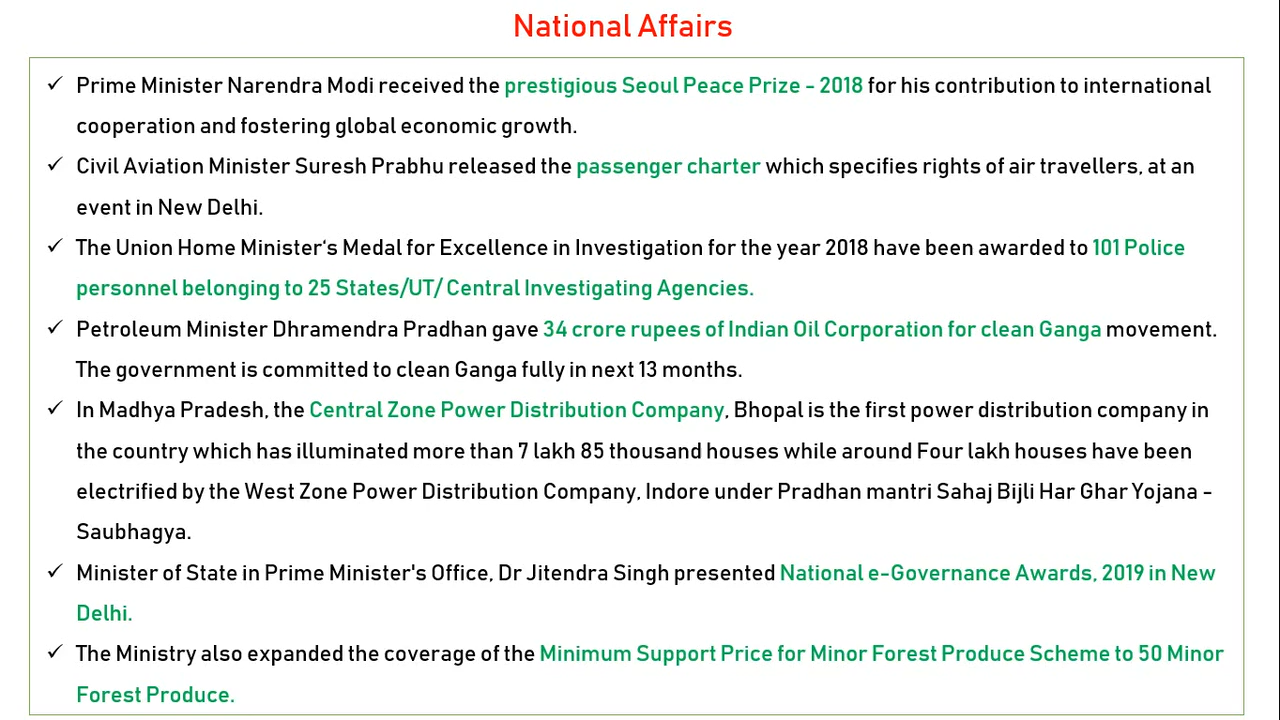 National Affairs
✓ Prime Minister Narendra Modi received the prestigious Seoul Peace Prize - 2018 for his contribution to international
cooperation and fostering global economic growth.
✓ Civil Aviation Minister Suresh Prabhu released the passenger charter which specifies rights of air travellers, at an
event in New Delhi.
✓ The Union Home Minister‘s Medal for Excellence in Investigation for the year 2018 have been awarded to 101 Police
personnel belonging to 25 States/UT/ Central Investigating Agencies.
✓ Petroleum Minister Dhramendra Pradhan gave 34 crore rupees of Indian Oil Corporation for clean Ganga movement.
The government is committed to clean Ganga fully in next 13 months.
✓ In Madhya Pradesh, the Central Zone Power Distribution Company, Bhopal is the first power distribution company in
the country which has illuminated more than 7 lakh 85 thousand houses while around Four lakh houses have been
electrified by the West Zone Power Distribution Company, Indore under Pradhan mantri Sahaj Bijli Har Ghar Yojana -
Saubhagya.
✓ Minister of State in Prime Minister's Office, Dr Jitendra Singh presented National e-Governance Awards, 2019 in New
Delhi.
✓ The Ministry also expanded the coverage of the Minimum Support Price for Minor Forest Produce Scheme to 50 Minor
Forest Produce.